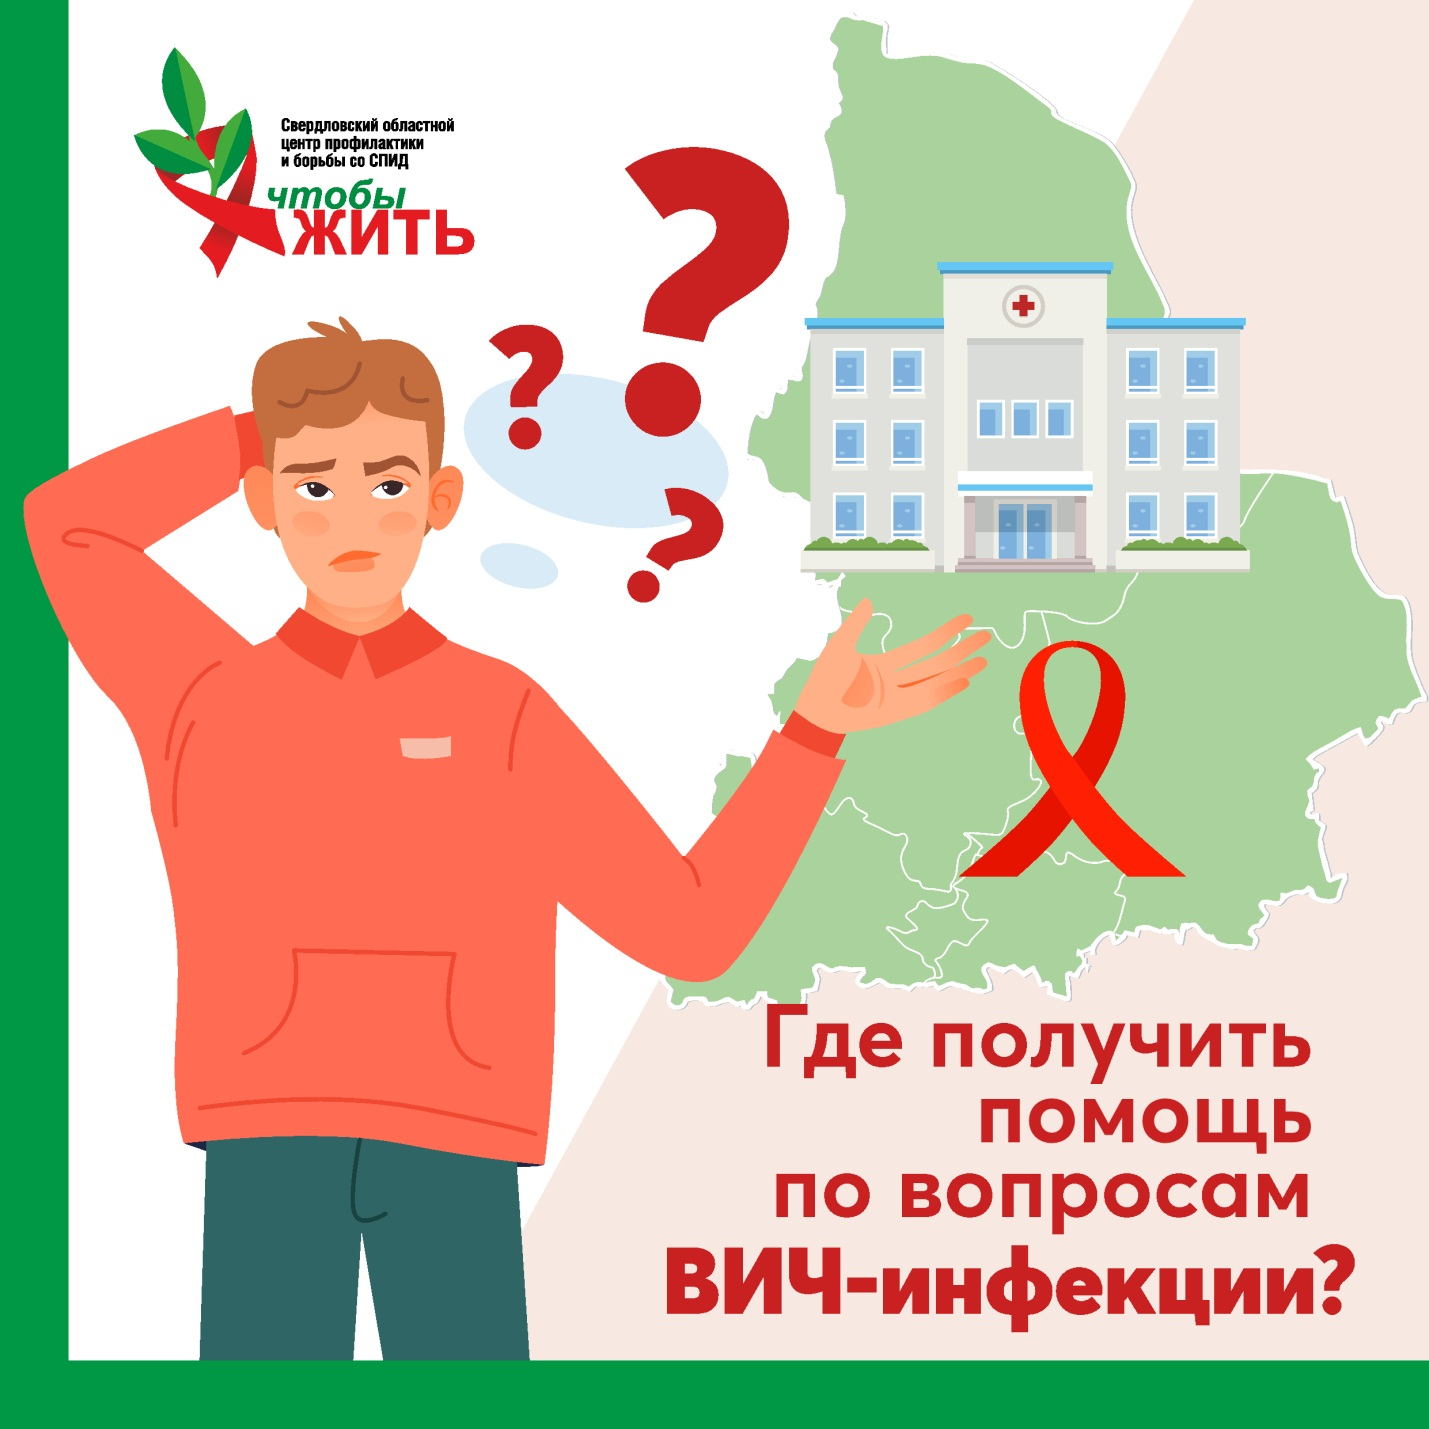 Свердловский областной
центр профилактики
и борьбы со СПИД
чтобы
ЖИТЬ
Где получить
помощь
по вопросам
ВИЧ-инфекции?